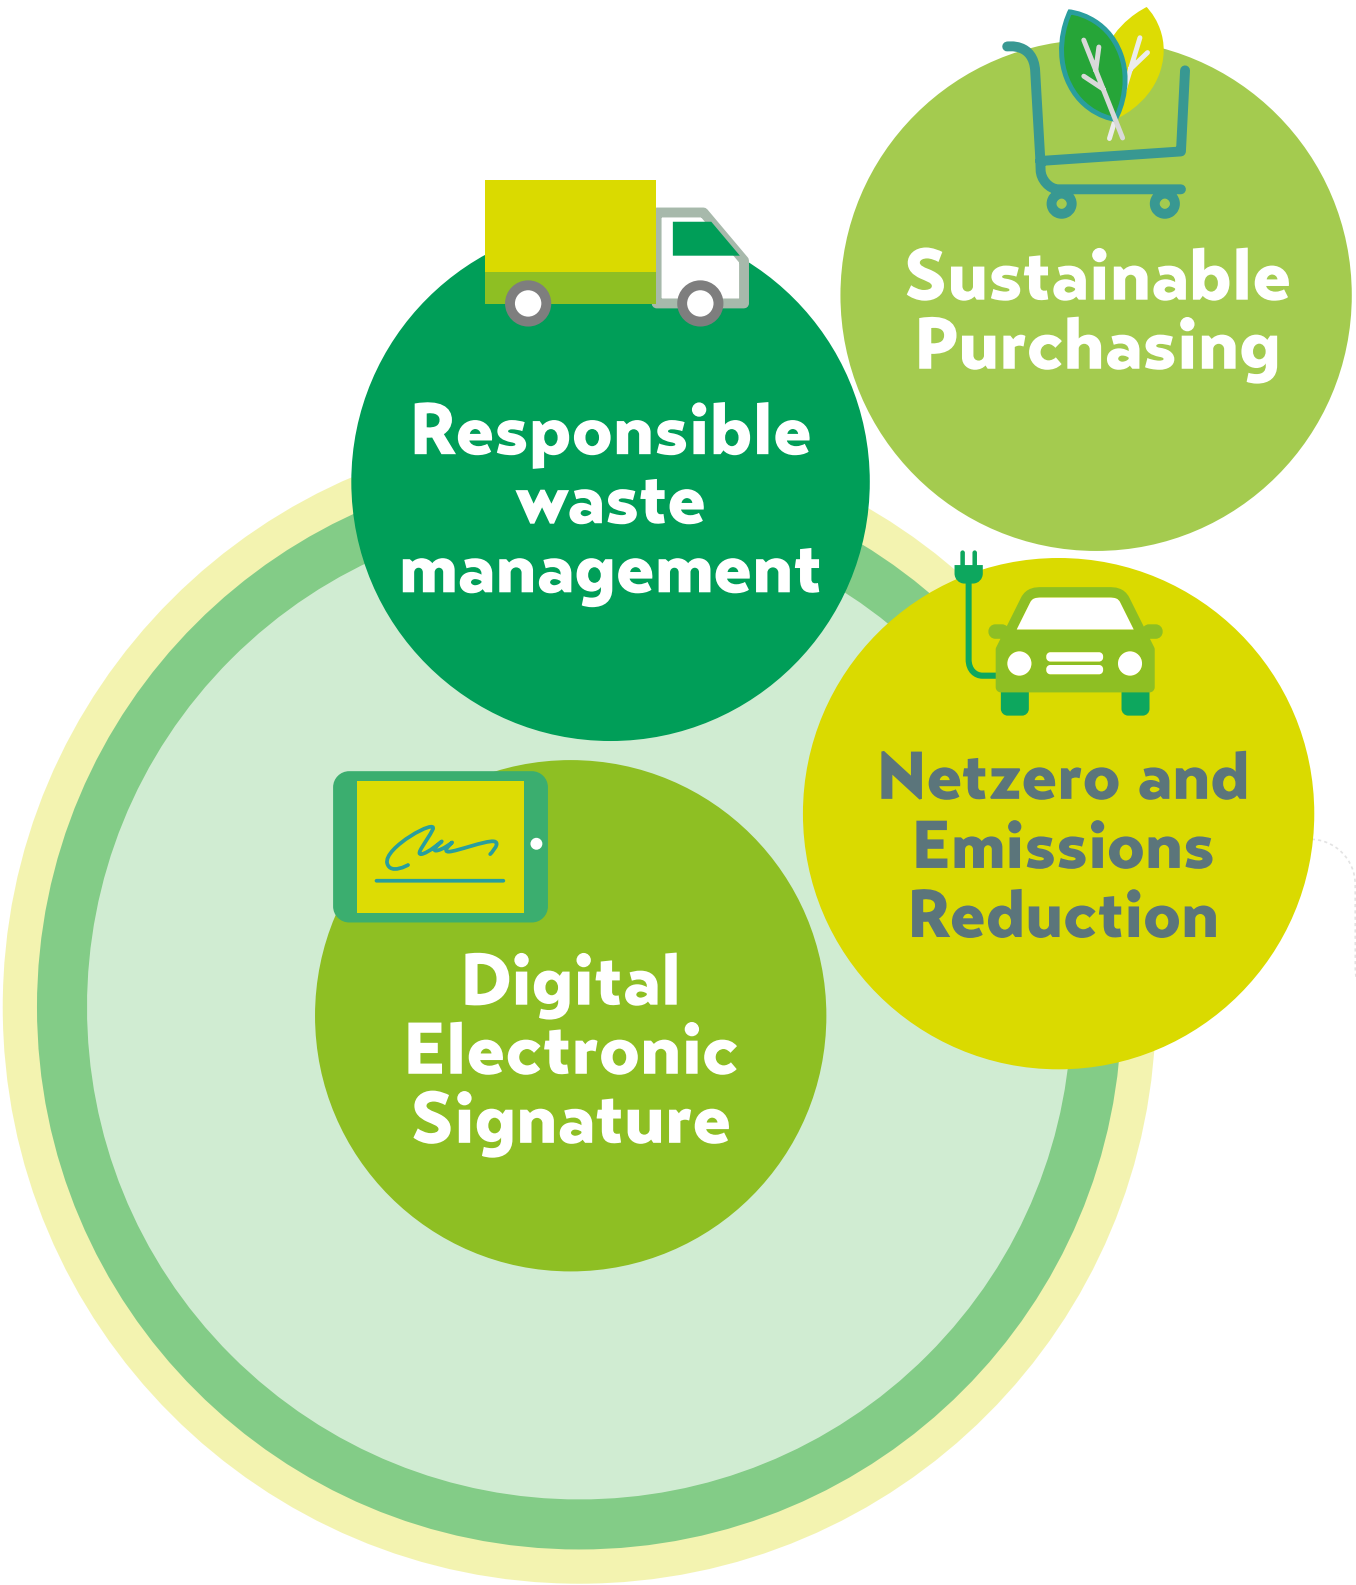 Sustainable
Purchasing
Responsible
waste
management
Netzero and
Emissions
Reduction
Digital
Electronic
Signature